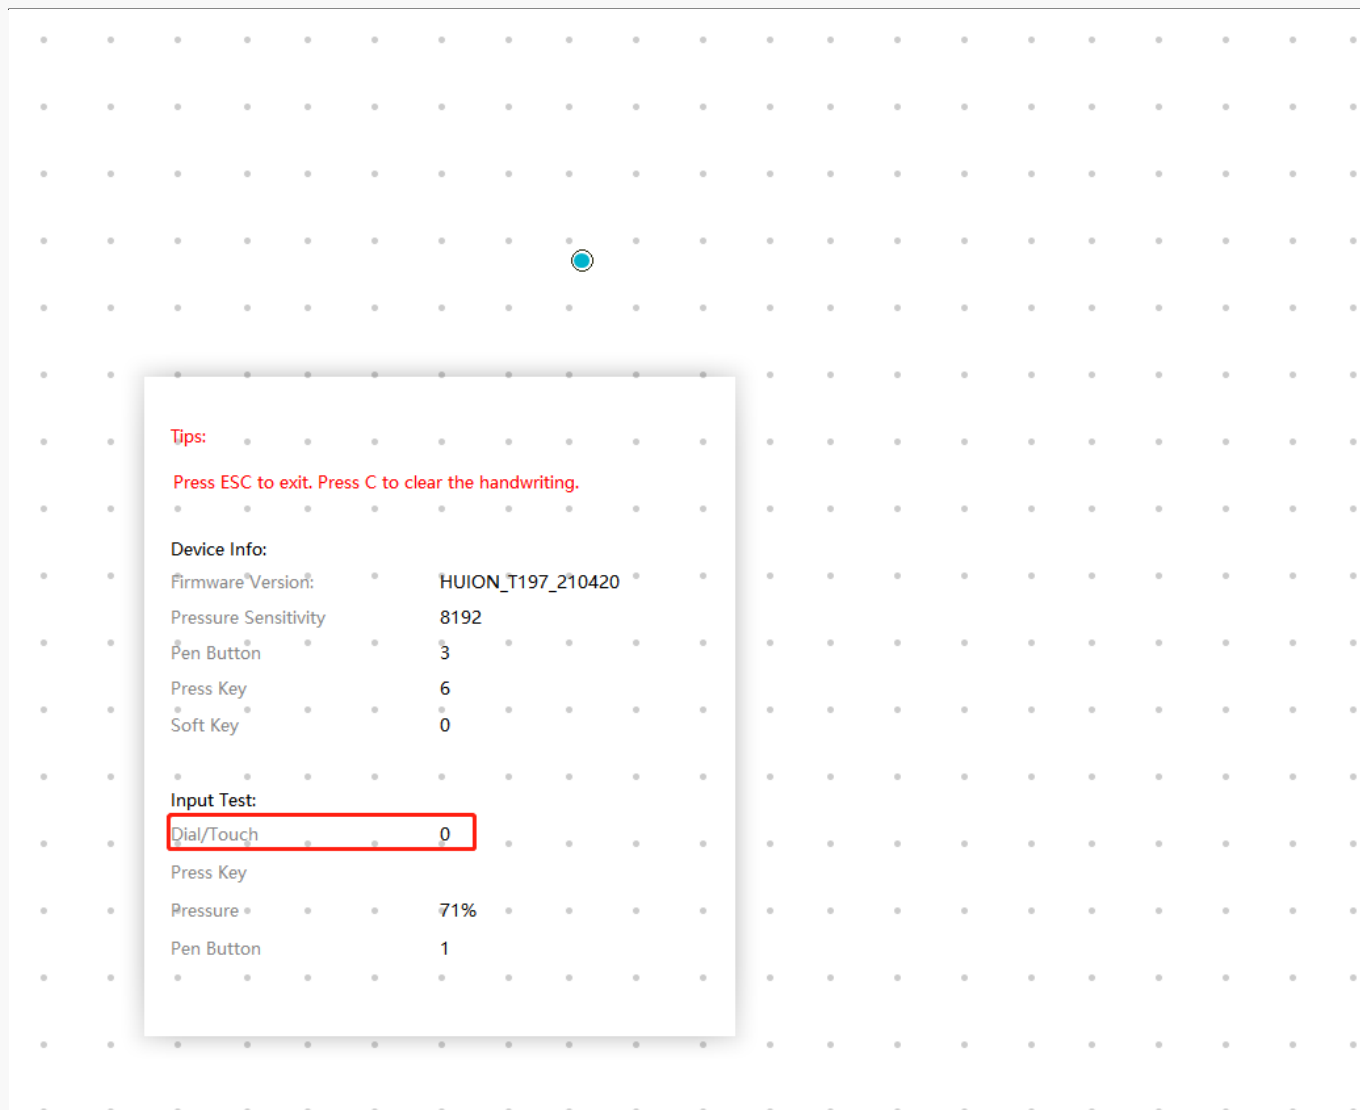 Tips:
Press ESC to exit. Press C to clear the handwriting.
Device Info:
Firmware Version: HUION_T197_210420
Pressure Sensitivity 8192
Pen Button 3
Press Key 6
Soft Key 0
Input Test:
Dial/Touch 0
Press Key
Pressure 71%
Pen Button 1